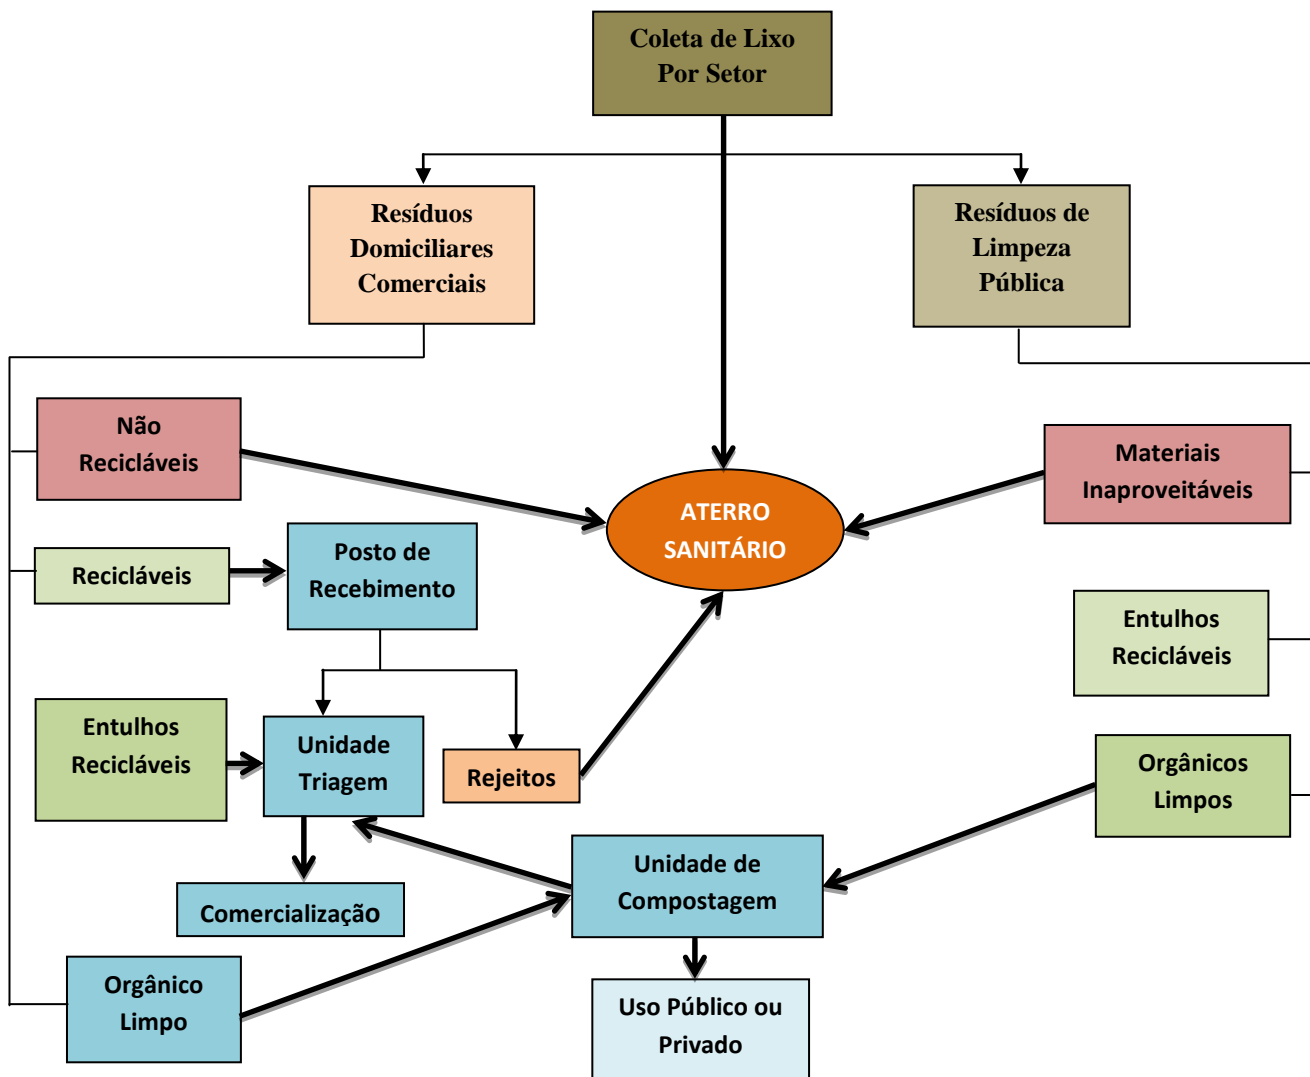 Coleta de Lixo
Por Setor
Resíduos
Domiciliares
Comerciais
Resíduos de
Limpeza
Pública
Não
Recicláveis
Materiais
Inaproveitáveis
ATERRO
SANITÁRIO
Recicláveis
Posto de
Recebimento
Entulhos
Recicláveis
Entulhos
Recicláveis
Unidade
Triagem
Rejeitos
Orgânicos
Limpos
Comercialização
Unidade de
Compostagem
Orgânico
Limpo
Uso Público ou
Privado